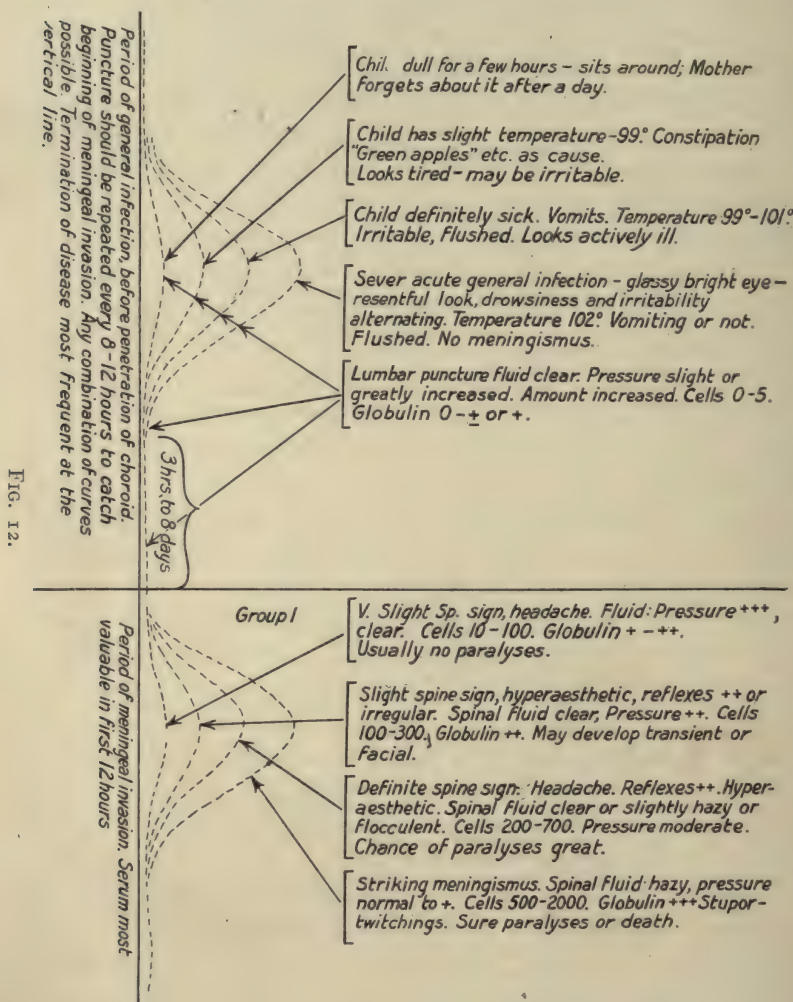 Chil. dull for a few hours – sits around; Mother
forgets about it after a day.
Child has slight temperature-99.° Constipation
"Green apples" etc. as cause.
Looks tired-may be irritable.
Child definitely sick. Vomits. Temperature 99°-101.°
Irritable, Flushed. Looks actively ill.
Sever acute general infection – glassy bright eye –
resentful look, drowsiness and irritability
alternating. Temperature 102.° Vomiting or not.
Flushed. No meningismus.
Lumbar puncture fluid clear. Pressure slight or
greatly increased. Amount increased. Cells 0-5.
Globulin 0 – ± or +.
Period of general infection, before penetration of choroid.
Puncture should be repeated every 8-12 hours to catch
beginning of meningeal invasion. Any combination of curves
possible. Termination of disease most frequent at the
vertical line.
3 hrs. to 8 days
Group I
V. Slight Sp. sign, headache. Fluid: Pressure +++,
clear. Cells 10-100. Globulin + – ++.
Usually no paralyses.
Slight spine sign, hyperaesthetic, reflexes ++ or
irregular. Spinal fluid clear, Pressure ++. Cells
100-300, Globulin ++. May develop transient or
facial.
Definite spine sign. Headache. Reflexes++. Hyper-
aesthetic. Spinal fluid clear or slightly hazy or
flocculent. Cells 200-700. Pressure moderate.
Chance of paralyses great.
Striking meningismus. Spinal Fluid hazy, pressure
normal to +. Cells 500-2000. Globulin +++ Stupor-
twitchings. Sure paralyses or death.
Period of meningeal invasion. Serum most
valuable in first 12 hours
FIG. 12.